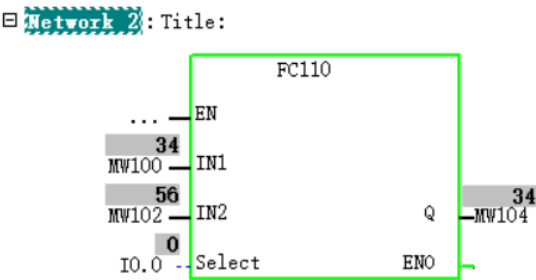 Network 2: Title:
FC110
... EN
34
MW100 IN1
56 34
MW102 IN2 Q MW104
0
I0.0 Select ENO